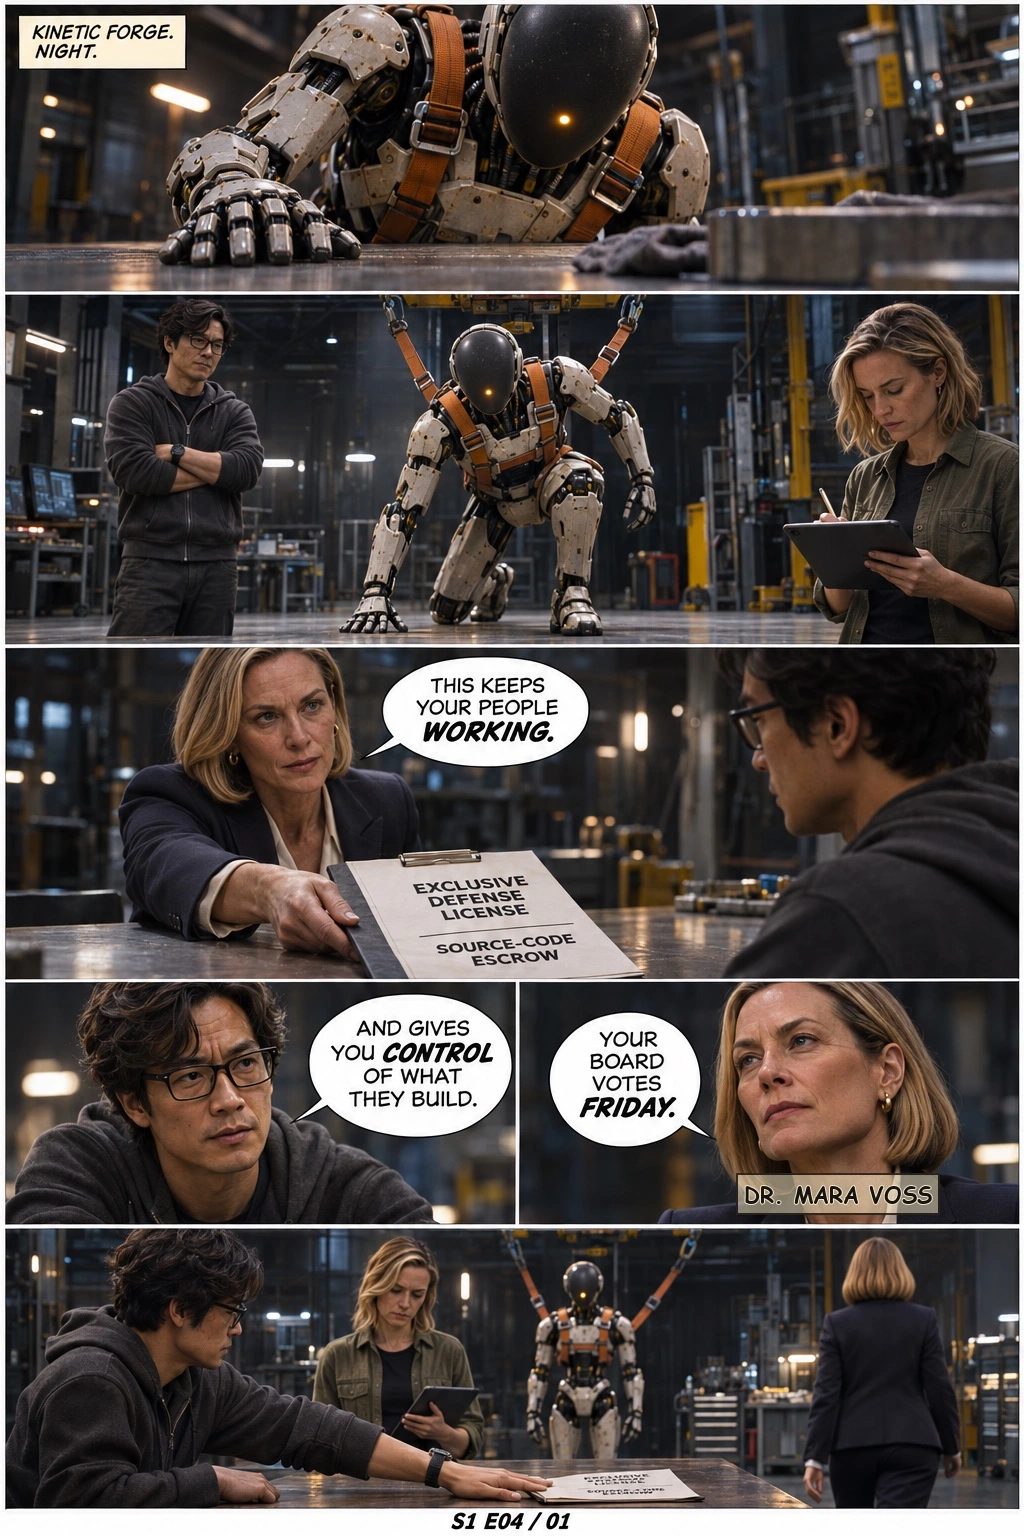 KINETIC FORGE.
NIGHT.
THIS KEEPS
YOUR PEOPLE
WORKING.
EXCLUSIVE
DEFENSE
LICENSE
SOURCE-CODE
ESCROW
AND GIVES
YOU CONTROL
OF WHAT
THEY BUILD.
YOUR
BOARD
VOTES
FRIDAY.
DR. MARA VOSS
S1 E04 / 01